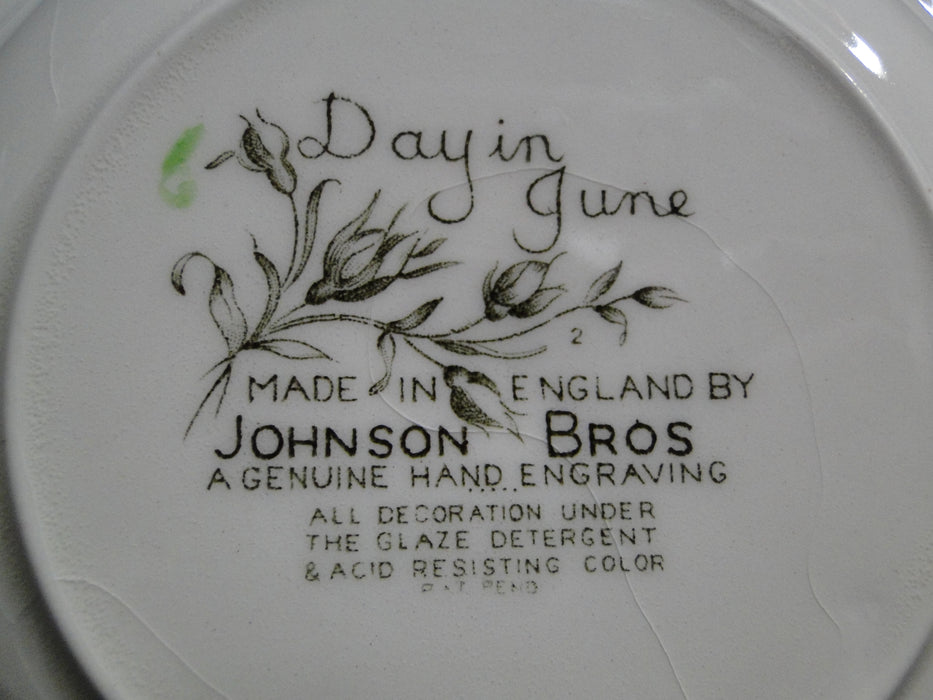 Day in
June
2
MADE IN ENGLAND BY
JOHNSON BROS
A GENUINE HAND ENGRAVING
ALL DECORATION UNDER
THE GLAZE DETERGENT
& ACID RESISTING COLOR
PAT. PEND